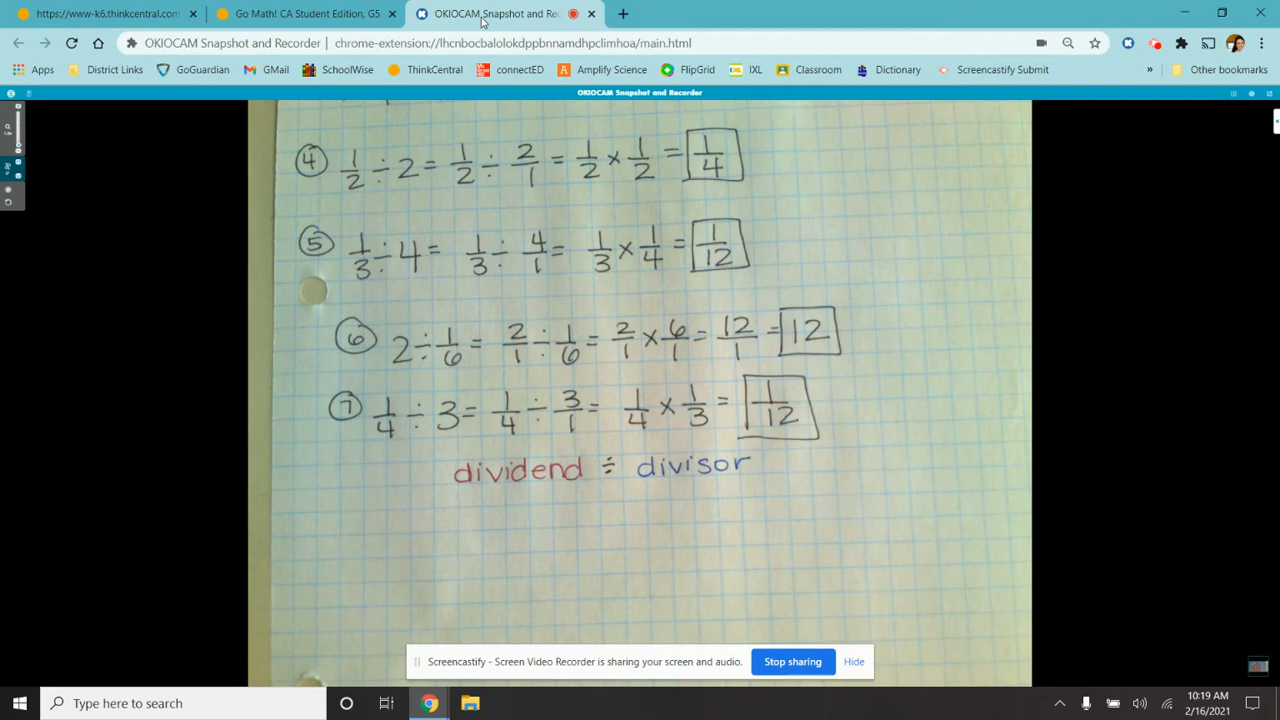 https://www-k6.thinkcentral.com
Go Math! CA Student Edition, G5
OKIOCAM Snapshot and Rec
OKIOCAM Snapshot and Recorder | chrome-extension://lhcnbocbalolokdppbnnamdhpclimhoa/main.html
Apps District Links GoGuardian GMail SchoolWise ThinkCentral connectED Amplify Science FlipGrid IXL Classroom Dictionary Screencastify Submit » Other bookmarks
OKIOCAM Snapshot and Recorder
④ 1/2 ÷ 2 = 1/2 ÷ 2/1 = 1/2 × 1/2 = 1/4
⑤ 1/3 ÷ 4 = 1/3 ÷ 4/1 = 1/3 × 1/4 = 1/12
⑥ 2 ÷ 1/6 = 2/1 ÷ 1/6 = 2/1 × 6/1 = 12/1 = 12
⑦ 1/4 ÷ 3 = 1/4 ÷ 3/1 = 1/4 × 1/3 = 1/12
dividend ÷ divisor
Screencastify - Screen Video Recorder is sharing your screen and audio. Stop sharing Hide
Type here to search
10:19 AM
2/16/2021